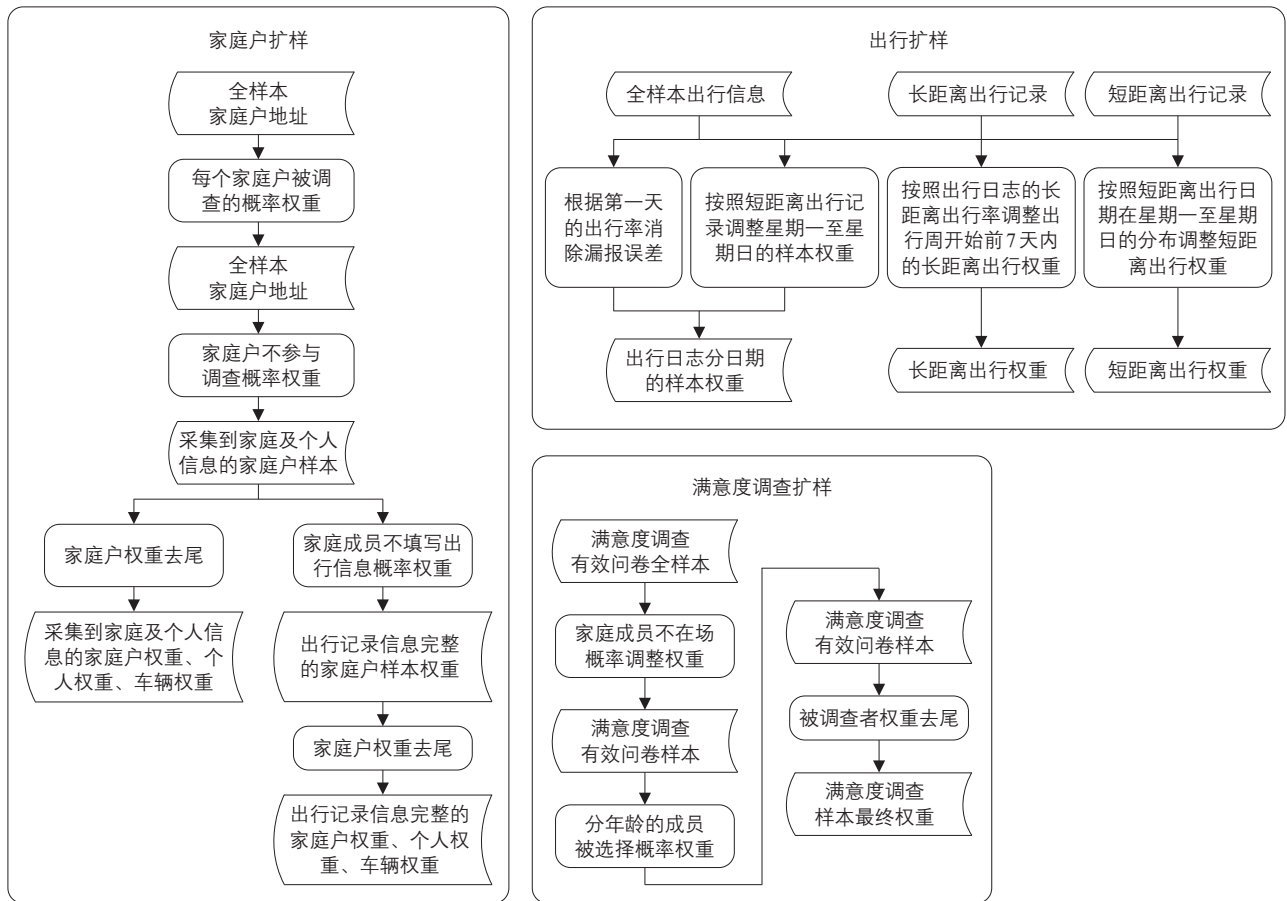 家庭户扩样
全样本
家庭户地址
每个家庭户被调
查的概率权重
全样本
家庭户地址
家庭户不参与
调查概率权重
采集到家庭及个人
信息的家庭户样本
家庭户权重去尾
采集到家庭及个人信
息的家庭户权重、个
人权重、车辆权重
家庭成员不填写出
行信息概率权重
出行记录信息完整
的家庭户样本权重
家庭户权重去尾
出行记录信息完整的
家庭户权重、个人权
重、车辆权重
出行扩样
全样本出行信息
长距离出行记录
短距离出行记录
根据第一天
的出行率消
除漏报误差
按照短距离出行记
录调整星期一至星
期日的样本权重
按照出行日志的长
距离出行率调整出
行周开始前7天内
的长距离出行权重
按照短距离出行日
期在星期一至星期
日的分布调整短距
离出行权重
出行日志分日期
的样本权重
长距离出行权重
短距离出行权重
满意度调查扩样
满意度调查
有效问卷全样本
家庭成员不在场
概率调整权重
满意度调查
有效问卷样本
分年龄的成员
被选择概率权重
满意度调查
有效问卷样本
被调查者权重去尾
满意度调查
样本最终权重